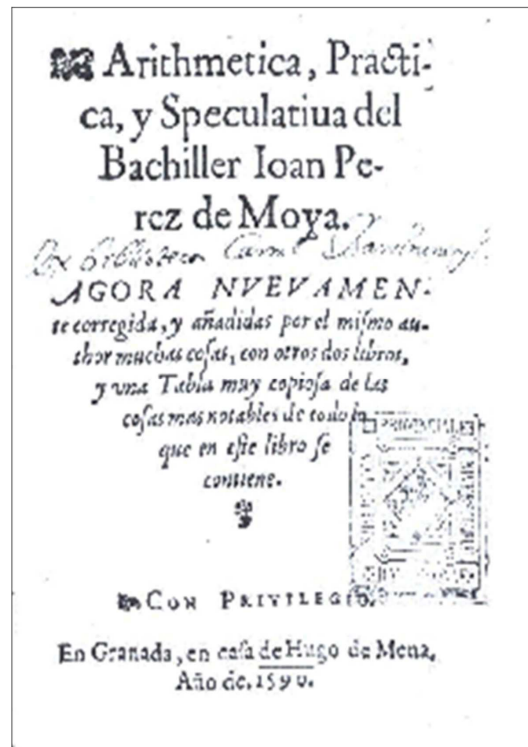 Arithmetica, Practi-
ca, y Speculatiua del
Bachiller Ioan Pe-
rez de Moya.
Ex biblioteca
AGORA NVEVAMEN-
te corregida, y añadidas por el mismo au-
thor muchas cosas, con otros dos libros,
y vna Tabla muy copiosa de las
cosas mas notables de todo lo
que en este libro se
contiene.
CON PRIVILEGIO.
En Granada, en casa de Hugo de Mena,
Año de. 1590.